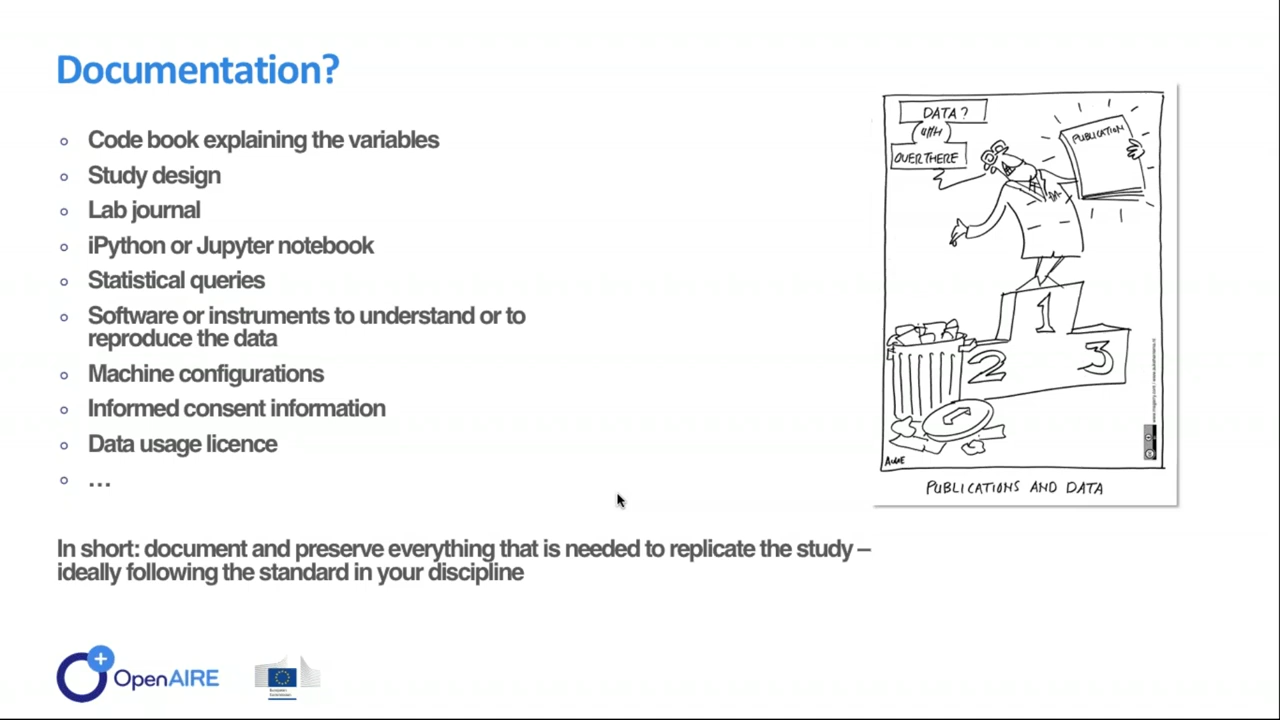 Documentation?
Code book explaining the variables
Study design
Lab journal
iPython or Jupyter notebook
Statistical queries
Software or instruments to understand or to
reproduce the data
Machine configurations
Informed consent information
Data usage licence
…
In short: document and preserve everything that is needed to replicate the study –
ideally following the standard in your discipline
DATA?
UHH
OVER THERE
PUBLICATION
1
2
3
AUKE
PUBLICATIONS AND DATA
OpenAIRE
European
Commission